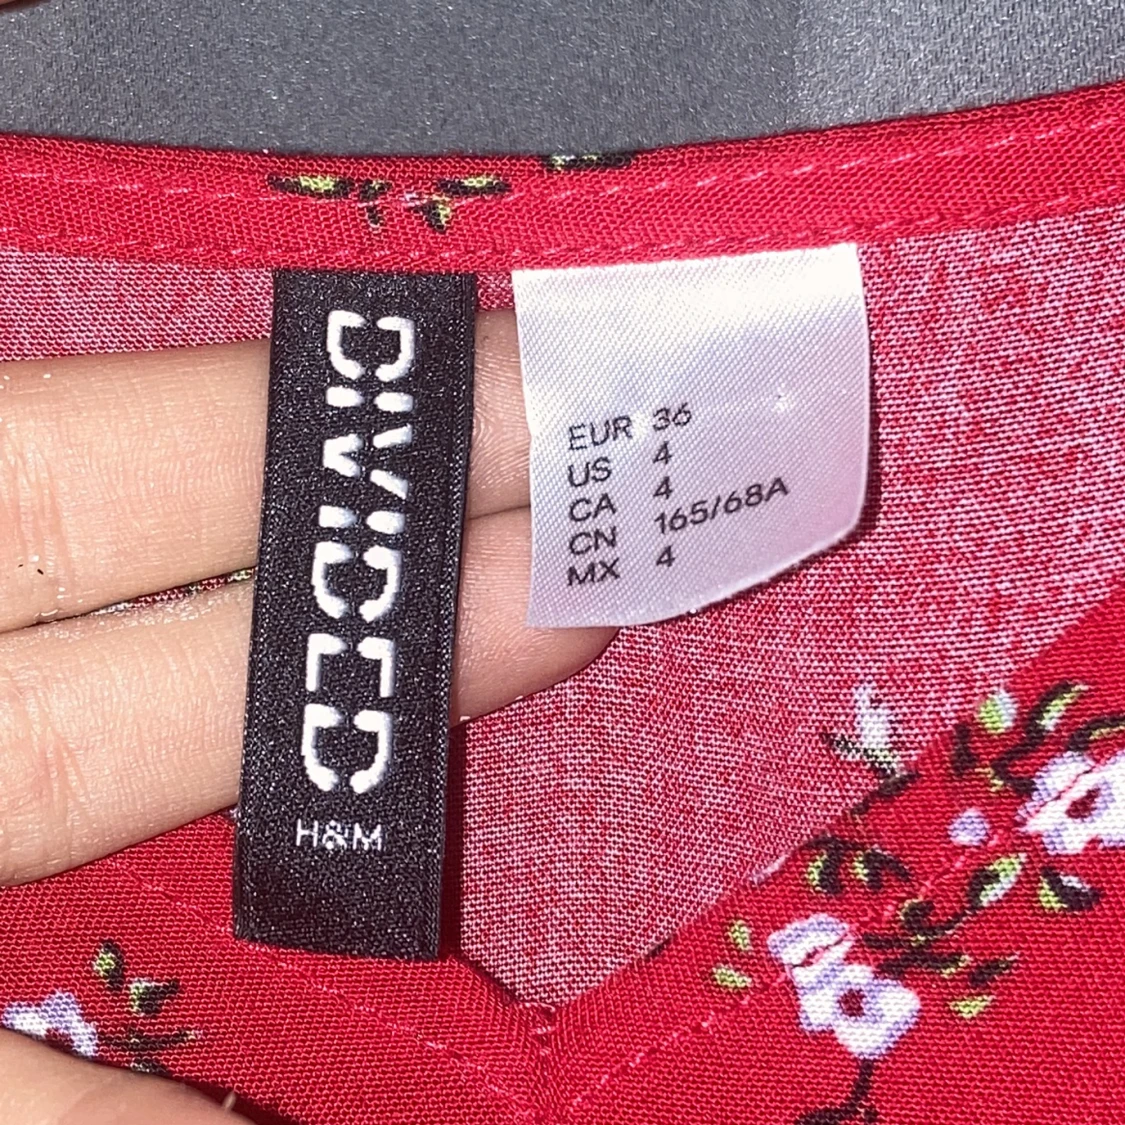 DIVIDED
H&M
EUR 36
US 4
CA 4
CN 165/68A
MX 4